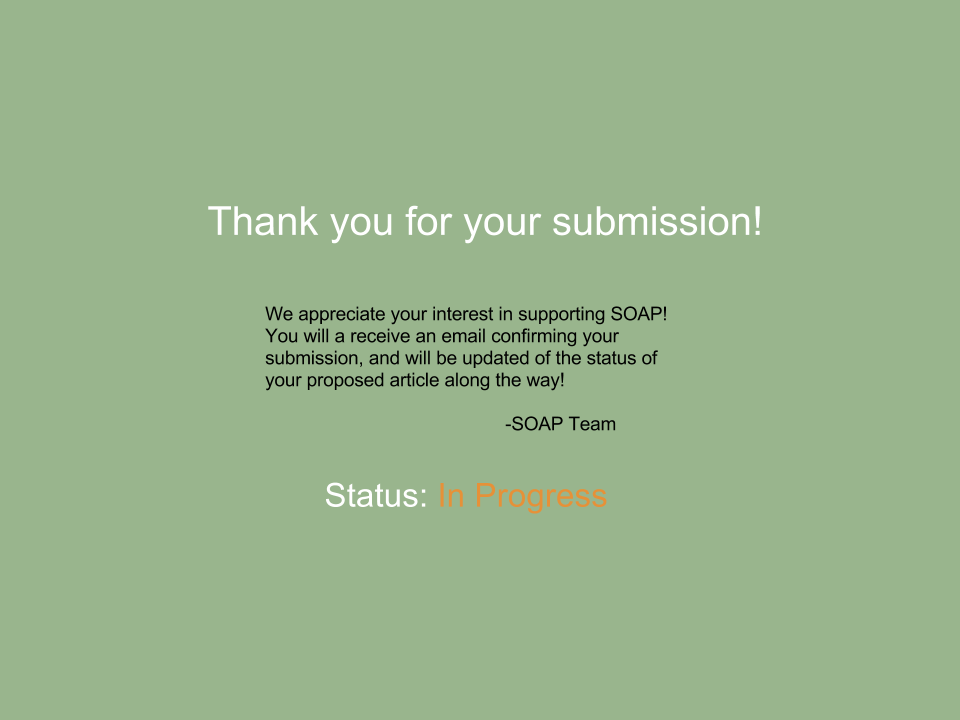 Thank you for your submission!
We appreciate your interest in supporting SOAP!
You will a receive an email confirming your
submission, and will be updated of the status of
your proposed article along the way!
-SOAP Team
Status: In Progress